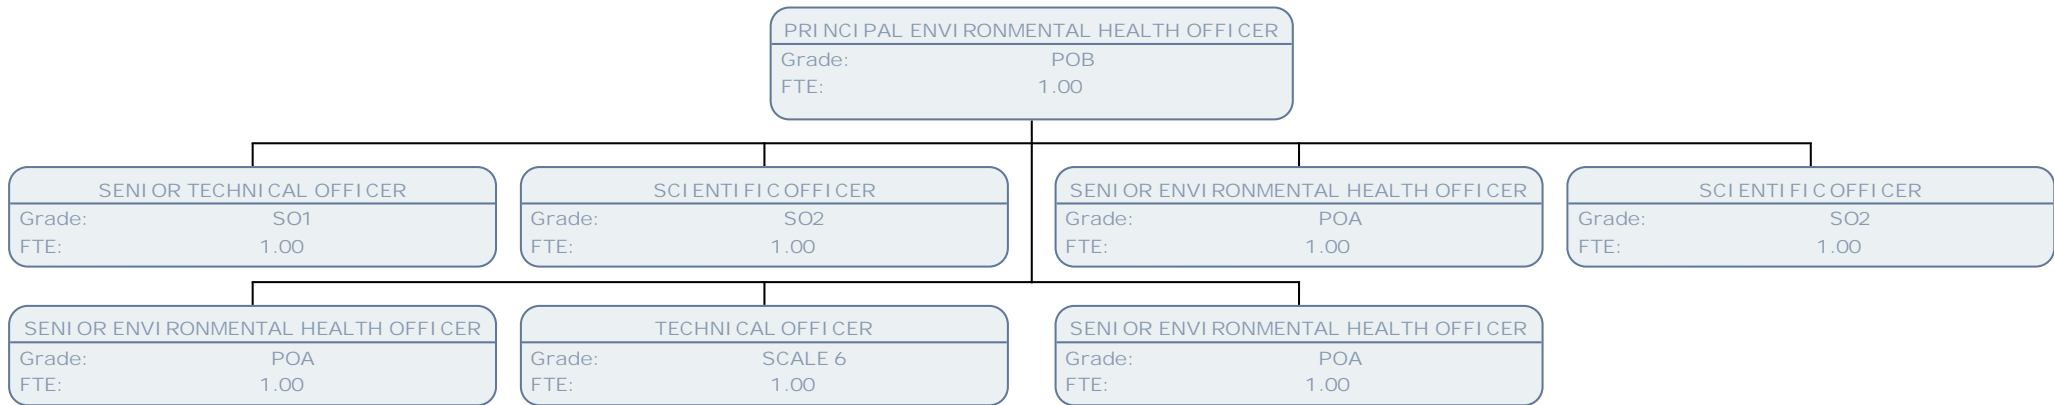 PRINCIPAL ENVIRONMENTAL HEALTH OFFICER
Grade: POB
FTE: 1.00
SENIOR TECHNICAL OFFICER
Grade: SO1
FTE: 1.00
SCIENTIFIC OFFICER
Grade: SO2
FTE: 1.00
SENIOR ENVIRONMENTAL HEALTH OFFICER
Grade: POA
FTE: 1.00
SCIENTIFIC OFFICER
Grade: SO2
FTE: 1.00
SENIOR ENVIRONMENTAL HEALTH OFFICER
Grade: POA
FTE: 1.00
TECHNICAL OFFICER
Grade: SCALE 6
FTE: 1.00
SENIOR ENVIRONMENTAL HEALTH OFFICER
Grade: POA
FTE: 1.00